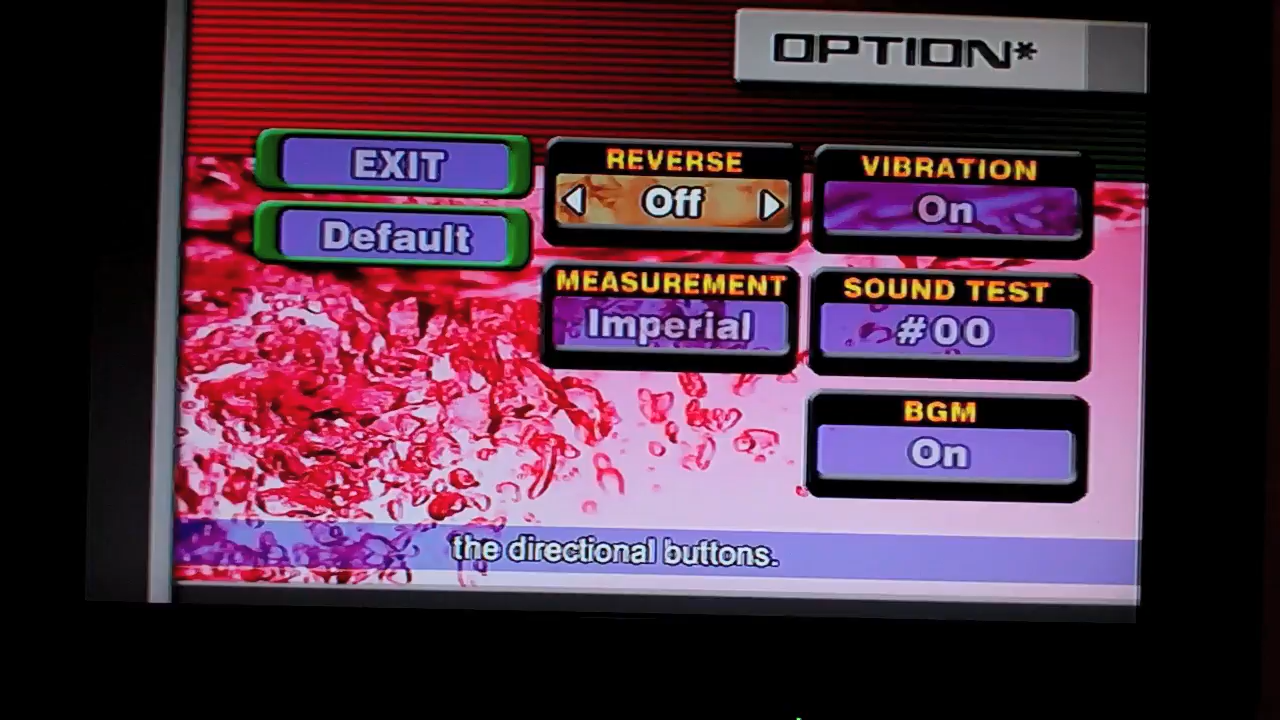 OPTION*
EXIT
Default
REVERSE
Off
MEASUREMENT
Imperial
VIBRATION
On
SOUND TEST
#00
BGM
On
the directional buttons.